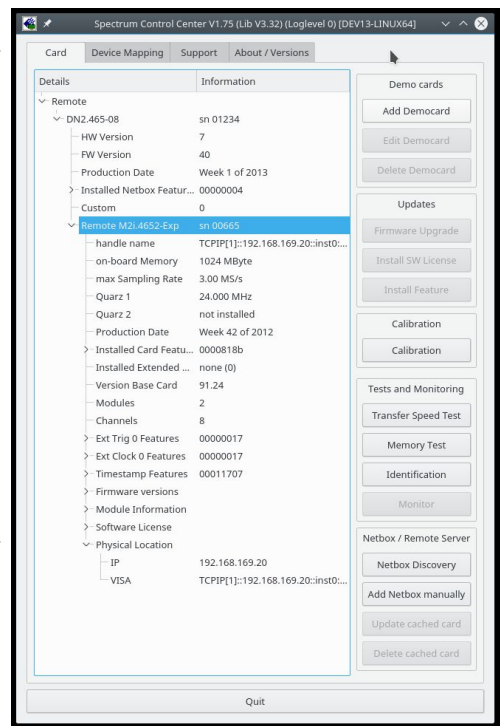 Spectrum Control Center V1.75 (Lib V3.32) (Loglevel 0) [DEV13-LINUX64]
Card Device Mapping Support About / Versions
Details Information
Remote
DN2.465-08 sn 01234
HW Version 7
FW Version 40
Production Date Week 1 of 2013
Installed Netbox Featur... 00000004
Custom 0
Remote M2i.4652-Exp sn 00665
handle name TCPIP[1]::192.168.169.20::inst0:...
on-board Memory 1024 MByte
max Sampling Rate 3.00 MS/s
Quarz 1 24.000 MHz
Quarz 2 not installed
Production Date Week 42 of 2012
Installed Card Featu... 0000818b
Installed Extended ... none (0)
Version Base Card 91.24
Modules 2
Channels 8
Ext Trig 0 Features 00000017
Ext Clock 0 Features 00000017
Timestamp Features 00011707
Firmware versions
Module Information
Software License
Physical Location
IP 192.168.169.20
VISA TCPIP[1]::192.168.169.20::inst0:...
Demo cards
Add Democard
Edit Democard
Delete Democard
Updates
Firmware Upgrade
Install SW License
Install Feature
Calibration
Calibration
Tests and Monitoring
Transfer Speed Test
Memory Test
Identification
Monitor
Netbox / Remote Server
Netbox Discovery
Add Netbox manually
Update cached card
Delete cached card
Quit